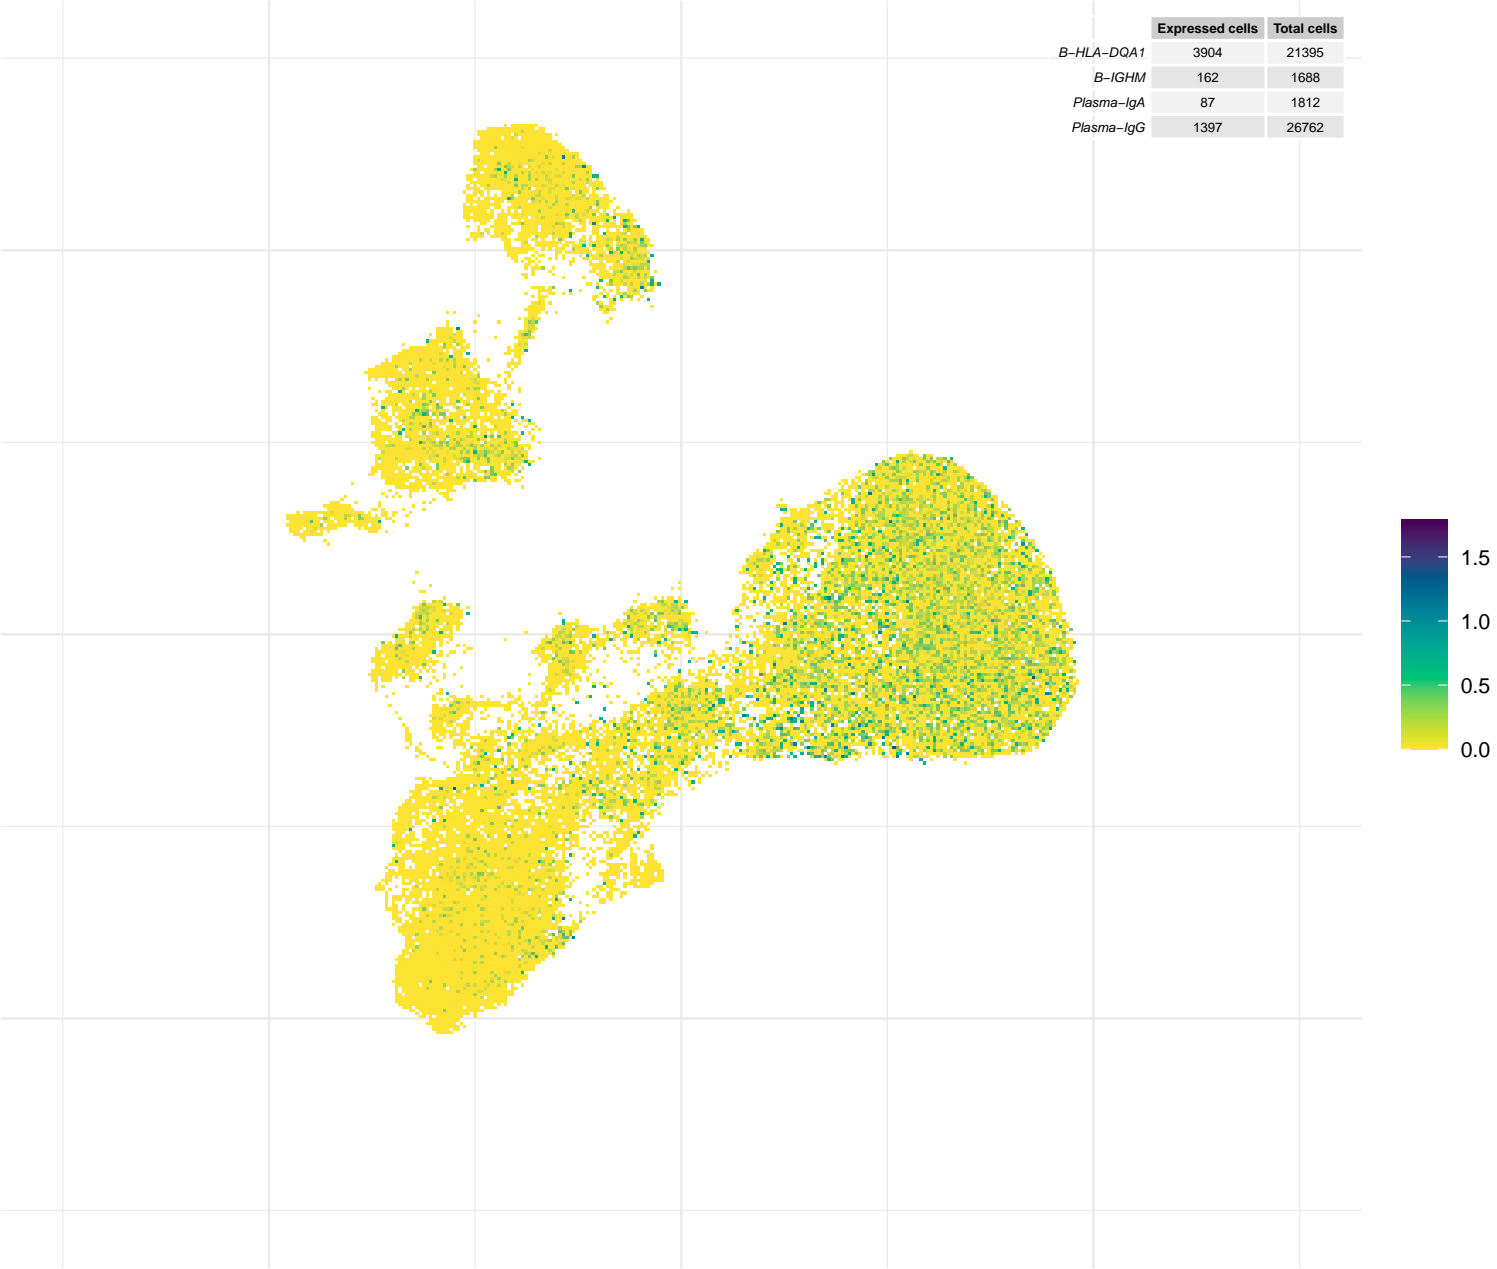 Expressed cells Total cells
B−HLA−DQA1 3904 21395
B−IGHM 162 1688
Plasma−IgA 87 1812
Plasma−IgG 1397 26762
1.5
1.0
0.5
0.0